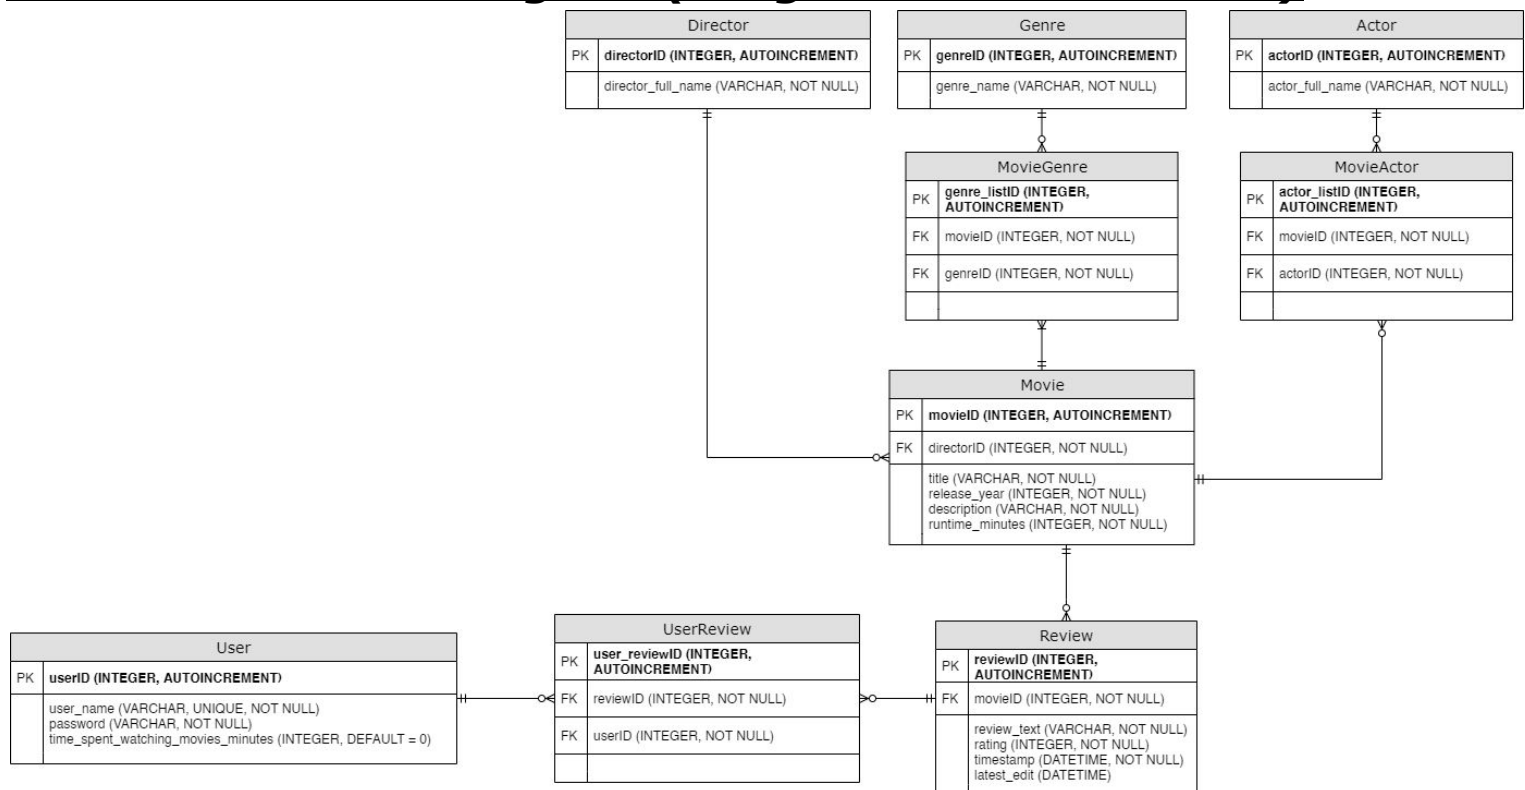 Director
PK directorID (INTEGER, AUTOINCREMENT)
director_full_name (VARCHAR, NOT NULL)
Genre
PK genreID (INTEGER, AUTOINCREMENT)
genre_name (VARCHAR, NOT NULL)
Actor
PK actorID (INTEGER, AUTOINCREMENT)
actor_full_name (VARCHAR, NOT NULL)
MovieGenre
PK genre_listID (INTEGER,
AUTOINCREMENT)
FK movieID (INTEGER, NOT NULL)
FK genreID (INTEGER, NOT NULL)
MovieActor
PK actor_listID (INTEGER,
AUTOINCREMENT)
FK movieID (INTEGER, NOT NULL)
FK actorID (INTEGER, NOT NULL)
Movie
PK movieID (INTEGER, AUTOINCREMENT)
FK directorID (INTEGER, NOT NULL)
title (VARCHAR, NOT NULL)
release_year (INTEGER, NOT NULL)
description (VARCHAR, NOT NULL)
runtime_minutes (INTEGER, NOT NULL)
User
PK userID (INTEGER, AUTOINCREMENT)
user_name (VARCHAR, UNIQUE, NOT NULL)
password (VARCHAR, NOT NULL)
time_spent_watching_movies_minutes (INTEGER, DEFAULT = 0)
UserReview
PK user_reviewID (INTEGER,
AUTOINCREMENT)
FK reviewID (INTEGER, NOT NULL)
FK userID (INTEGER, NOT NULL)
Review
PK reviewID (INTEGER,
AUTOINCREMENT)
FK movieID (INTEGER, NOT NULL)
review_text (VARCHAR, NOT NULL)
rating (INTEGER, NOT NULL)
timestamp (DATETIME, NOT NULL)
latest_edit (DATETIME)